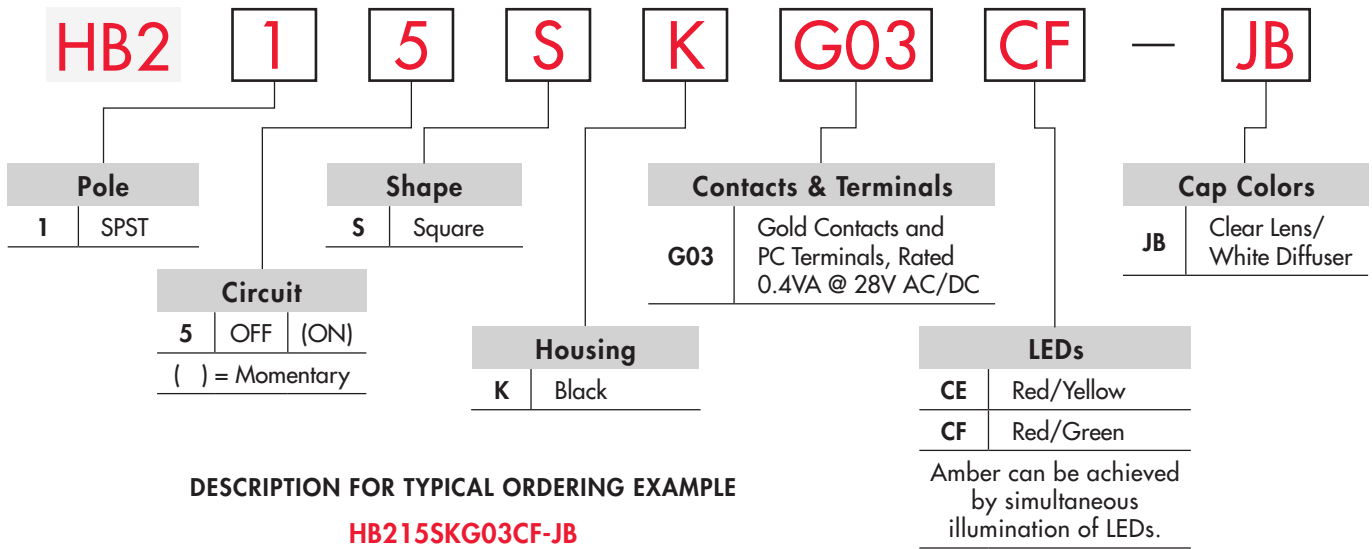 HB2 1 5 S K G03 CF — JB
Pole
1 SPST
Circuit
5 OFF (ON)
( ) = Momentary
Shape
S Square
Housing
K Black
Contacts & Terminals
G03 Gold Contacts and
PC Terminals, Rated
0.4VA @ 28V AC/DC
LEDs
CE Red/Yellow
CF Red/Green
Amber can be achieved
by simultaneous
illumination of LEDs.
Cap Colors
JB Clear Lens/
White Diffuser
DESCRIPTION FOR TYPICAL ORDERING EXAMPLE
HB215SKG03CF-JB